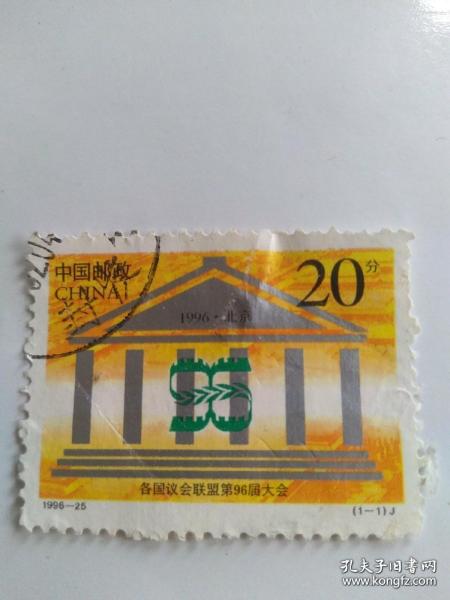 中国邮政
CHINA
20分
1996·北京
各国议会联盟第96届大会
1996-25
(1-1)J
孔夫子旧书网
www.kongfz.com